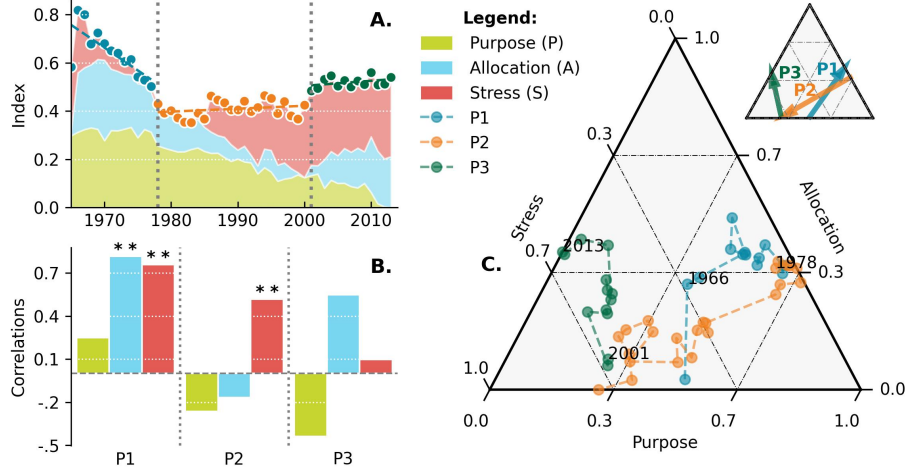 A.
0.8
0.6
0.4
0.2
0.0
Index
1970
1980
1990
2000
2010
Legend:
Purpose (P)
Allocation (A)
Stress (S)
P1
P2
P3
B.
0.7
0.4
0.1
-.2
-.5
Correlations
**
**
**
P1
P2
P3
C.
0.0
0.3
0.7
1.0
Stress
1.0
0.7
0.3
0.0
Allocation
0.0
0.3
0.7
1.0
Purpose
2013
1966
1978
2001
P3
P1
P2